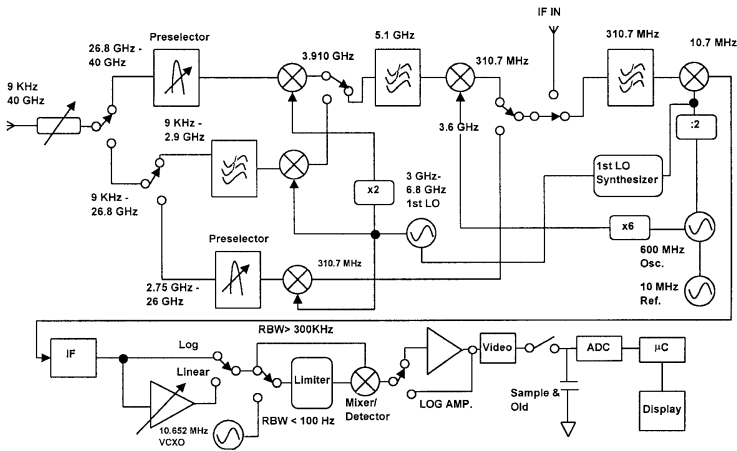 IF IN
Preselector
26.8 GHz -
40 GHz
3.910 GHz
5.1 GHz
310.7 MHz
310.7 MHz
10.7 MHz
9 KHz
40 GHz
9 KHz -
2.9 GHz
3.6 GHz
:2
9 KHz -
26.8 GHz
x2
3 GHz-
6.8 GHz
1st LO
1st LO
Synthesizer
x6
600 MHz
Osc.
Preselector
310.7 MHz
2.75 GHz -
26 GHz
10 MHz
Ref.
IF
Log
RBW> 300KHz
Linear
Limiter
Mixer/
Detector
Video
ADC
µC
10.652 MHz
VCXO
RBW < 100 Hz
LOG AMP.
Sample &
Old
Display